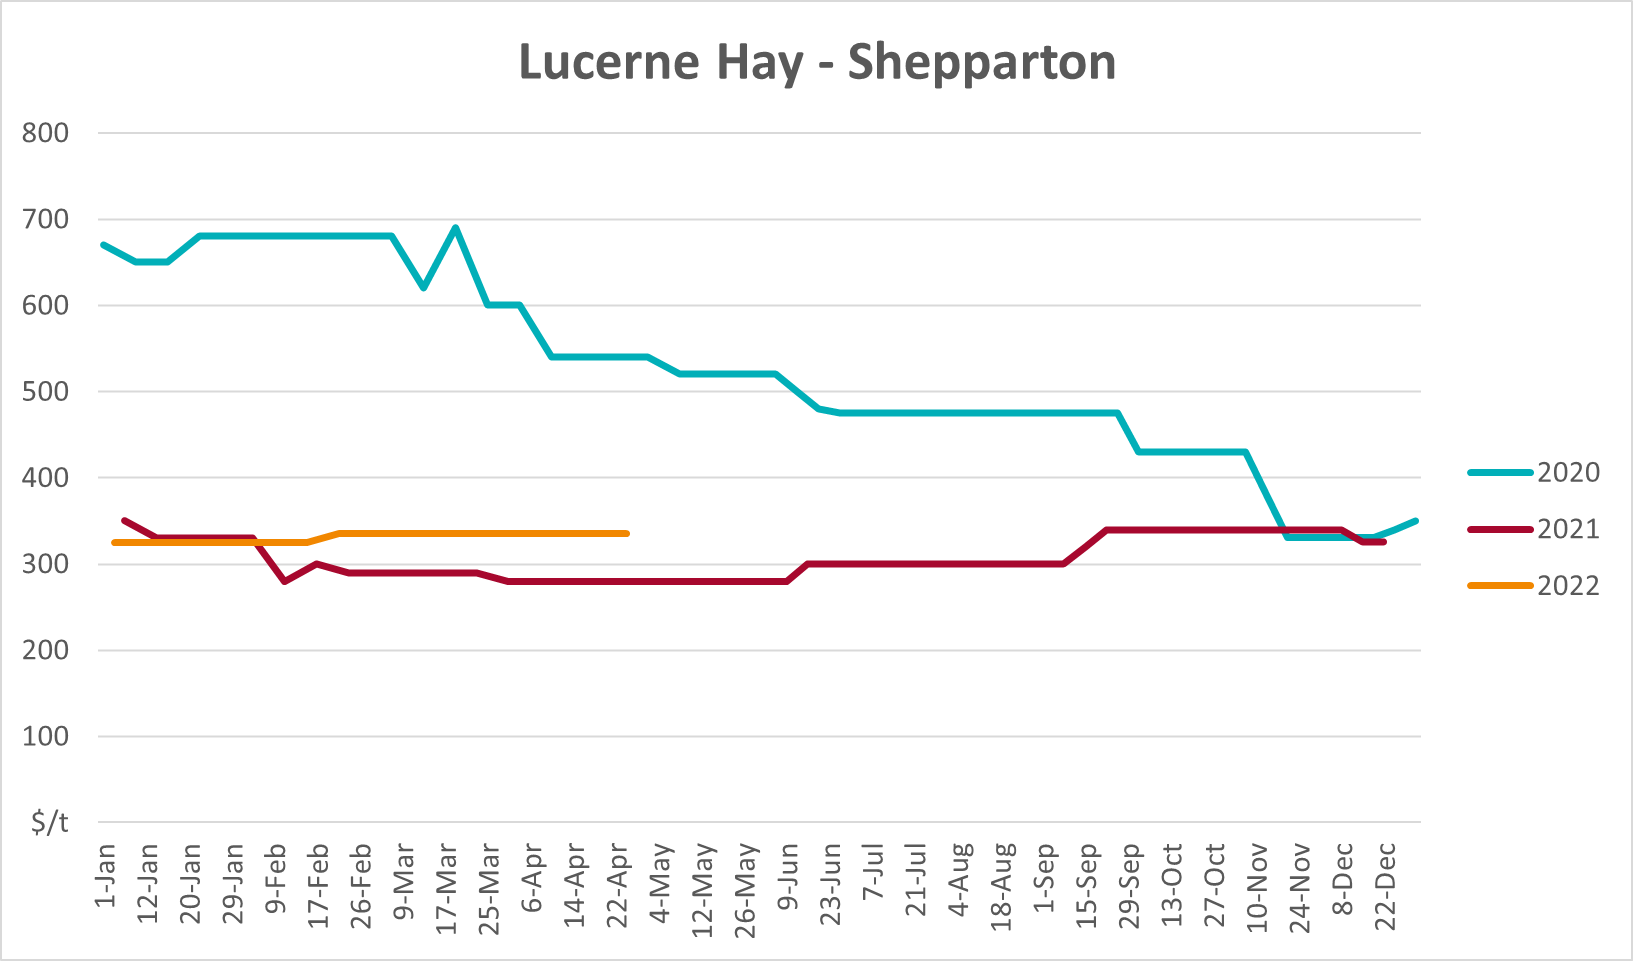 Lucerne Hay - Shepparton
800
700
600
500
400
300
200
100
$/t
1-Jan
12-Jan
20-Jan
29-Jan
9-Feb
17-Feb
26-Feb
9-Mar
17-Mar
25-Mar
6-Apr
14-Apr
22-Apr
4-May
12-May
26-May
9-Jun
23-Jun
7-Jul
21-Jul
4-Aug
18-Aug
1-Sep
15-Sep
29-Sep
13-Oct
27-Oct
10-Nov
24-Nov
8-Dec
22-Dec
2020
2021
2022